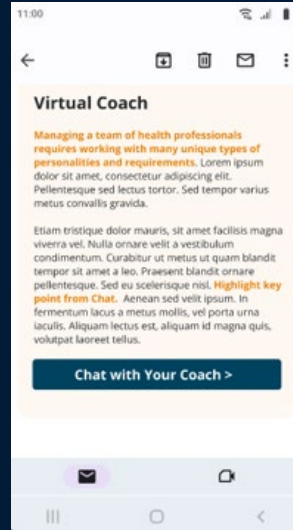 11:00
Virtual Coach
Managing a team of health professionals
requires working with many unique types of
personalities and requirements. Lorem ipsum
dolor sit amet, consectetur adipiscing elit.
Pellentesque sed lectus tortor. Sed tempor varius
metus convallis gravida.
Etiam tristique dolor mauris, sit amet facilisis magna
viverra vel. Nulla ornare velit a vestibulum
condimentum. Curabitur ut metus ut quam blandit
tempor sit amet a leo. Praesent blandit ornare
pellentesque. Sed eu scelerisque nisl. Highlight key
point from Chat. Aenean sed velit ipsum. In
fermentum lacus a metus mollis, vel porta urna
iaculis. Aliquam lectus est, aliquam id magna quis,
volutpat laoreet tellus.
Chat with Your Coach >